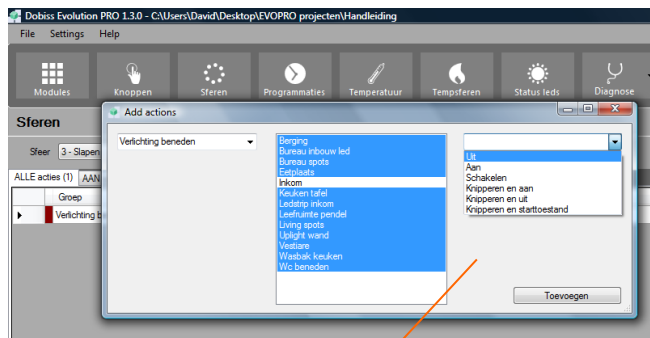 Dobiss Evolution PRO 1.3.0 - C:\Users\David\Desktop\EVOPRO projecten\Handleiding
File Settings Help
Modules Knoppen Sferen Programmaties Temperatuur Tempsferen Status leds Diagnose
Add actions
Sferen
Sfeer 3 - Slapen
ALLE acties (1) AAN
Groep
Verlichting b
Verlichting beneden
Berging
Bureau inbouw led
Bureau spots
Eetplaats
Inkom
Keuken tafel
Ledstrip inkom
Leefruimte pendel
Living spots
Uplight wand
Vestiare
Wasbak keuken
Wc beneden
Uit
Aan
Schakelen
Knipperen en aan
Knipperen en uit
Knipperen en starttoestand
Toevoegen